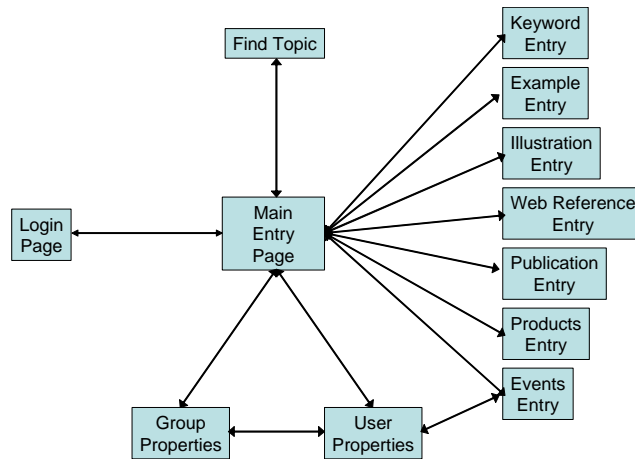 Keyword
Entry
Find Topic
Example
Entry
Illustration
Entry
Main
Entry
Page
Login
Page
Web Reference
Entry
Publication
Entry
Products
Entry
Events
Entry
Group
Properties
User
Properties